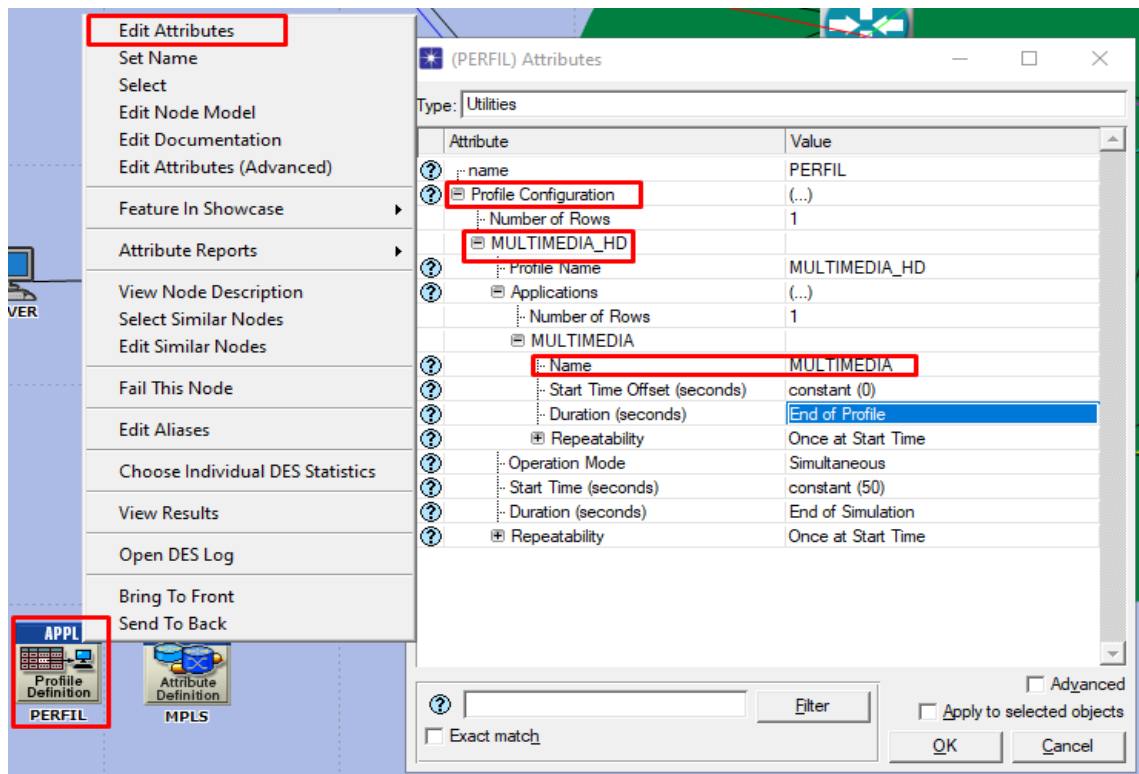 Edit Attributes
Set Name
Select
Edit Node Model
Edit Documentation
Edit Attributes (Advanced)
Feature In Showcase
Attribute Reports
View Node Description
Select Similar Nodes
Edit Similar Nodes
Fail This Node
Edit Aliases
Choose Individual DES Statistics
View Results
Open DES Log
Bring To Front
Send To Back
VER
APPL
Profiile
Definition
PERFIL
Attribute
Definition
MPLS
(PERFIL) Attributes
Type: Utilities
Attribute Value
name PERFIL
Profile Configuration (...)
Number of Rows 1
MULTIMEDIA_HD
Profile Name MULTIMEDIA_HD
Applications (...)
Number of Rows 1
MULTIMEDIA
Name MULTIMEDIA
Start Time Offset (seconds) constant (0)
Duration (seconds) End of Profile
Repeatability Once at Start Time
Operation Mode Simultaneous
Start Time (seconds) constant (50)
Duration (seconds) End of Simulation
Repeatability Once at Start Time
Advanced
Filter
Apply to selected objects
Exact match
OK Cancel